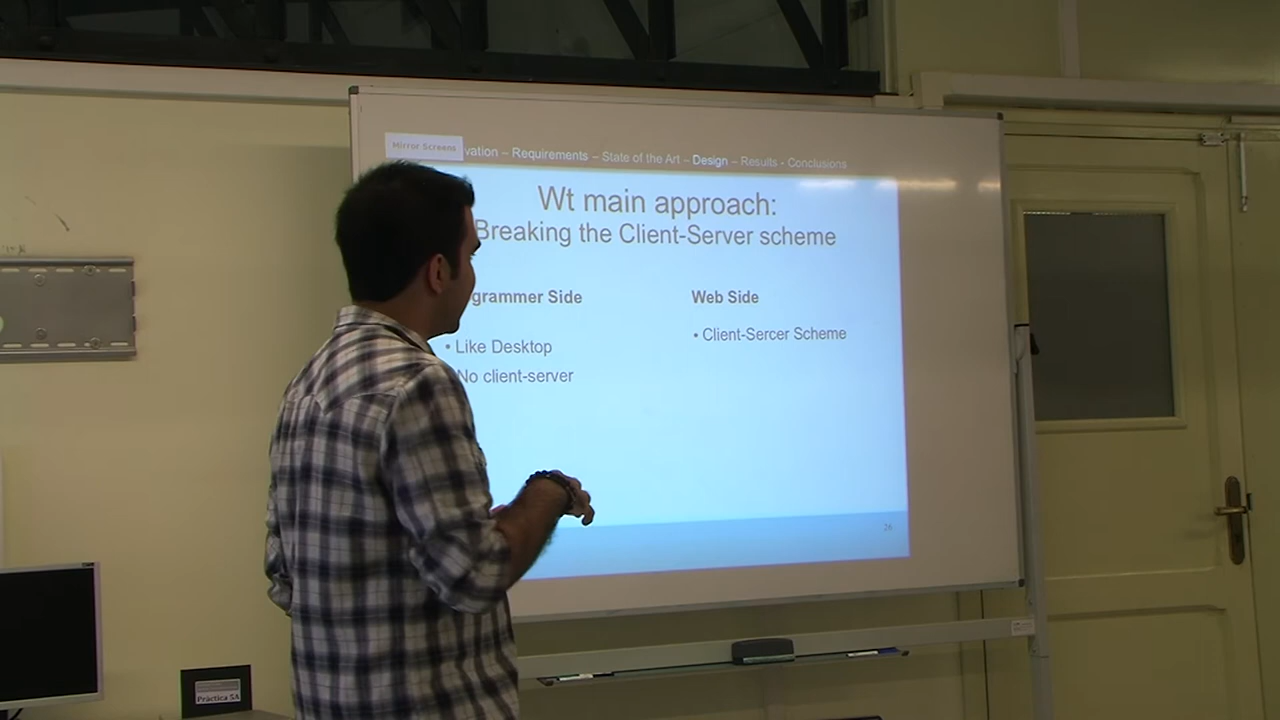 Mirror Screens
vation – Requirements – State of the Art – Design – Results - Conclusions
Wt main approach:
Breaking the Client-Server scheme
grammer Side
Web Side
• Like Desktop
• Client-Sercer Scheme
No client-server
26
Práctica 5A